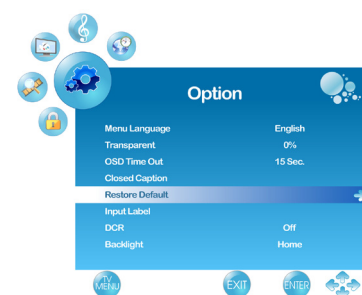 Option
Menu Language English
Transparent 0%
OSD Time Out 15 Sec.
Closed Caption
Restore Default
Input Label
DCR Off
Backlight Home
TV MENU EXIT ENTER